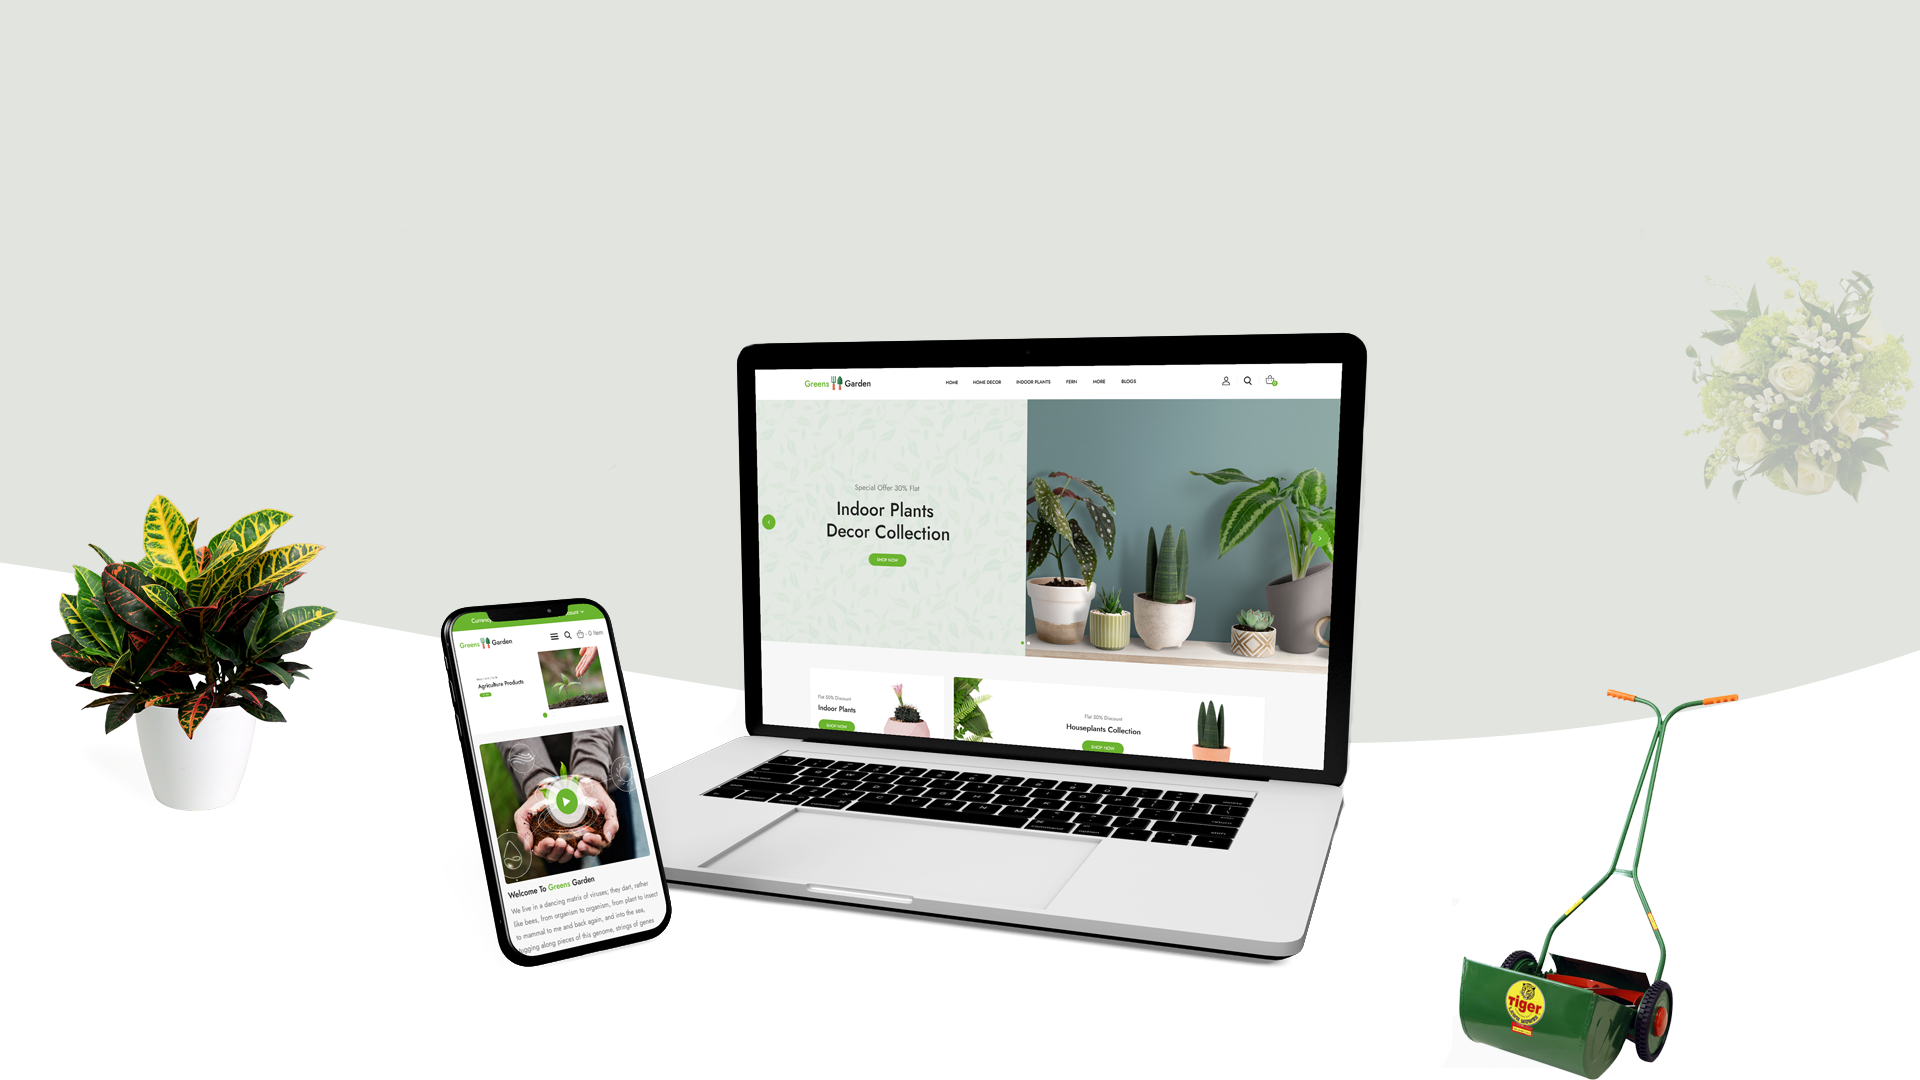 Greens Garden
HOME HOME DECOR INDOOR PLANTS FERN MORE BLOGS
Special Offer 30% Flat
Indoor Plants
Decor Collection
SHOP NOW
Flat 50% Discount
Indoor Plants
SHOP NOW
Flat 30% Discount
Houseplants Collection
SHOP NOW
Greens Garden
0 Item
Agriculture Products
Welcome To Greens Garden
We live in a dancing matrix of viruses; they dart, rather
like bees, from organism to organism, from plant to insect
to mammal to me and back again, and into the sea,
tugging along pieces of this genome, strings of genes
Tiger